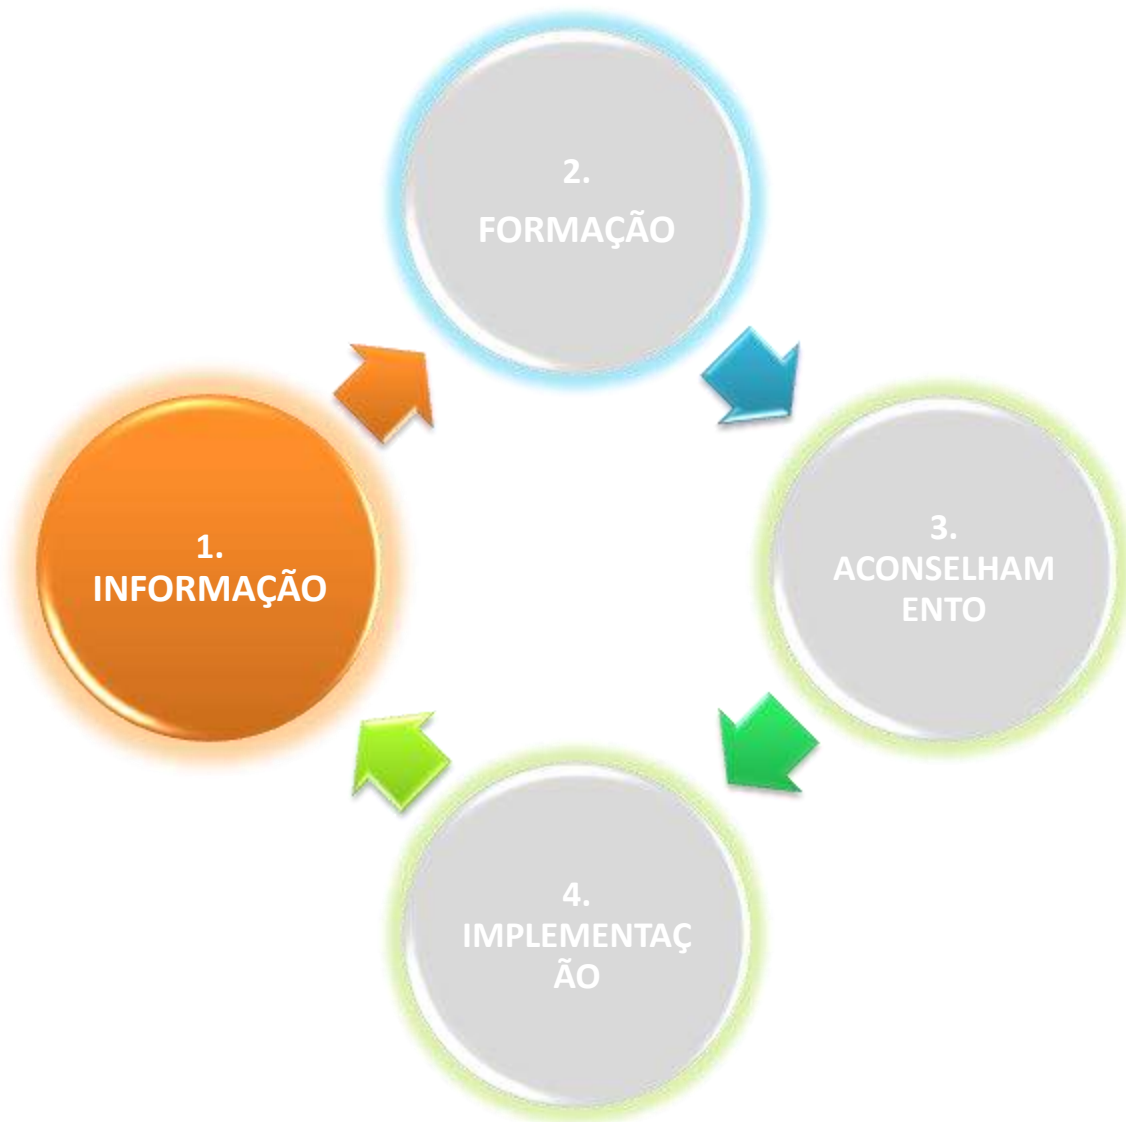 1.
INFORMAÇÃO
2.
FORMAÇÃO
3.
ACONSELHAM
ENTO
4.
IMPLEMENTAÇ
ÃO